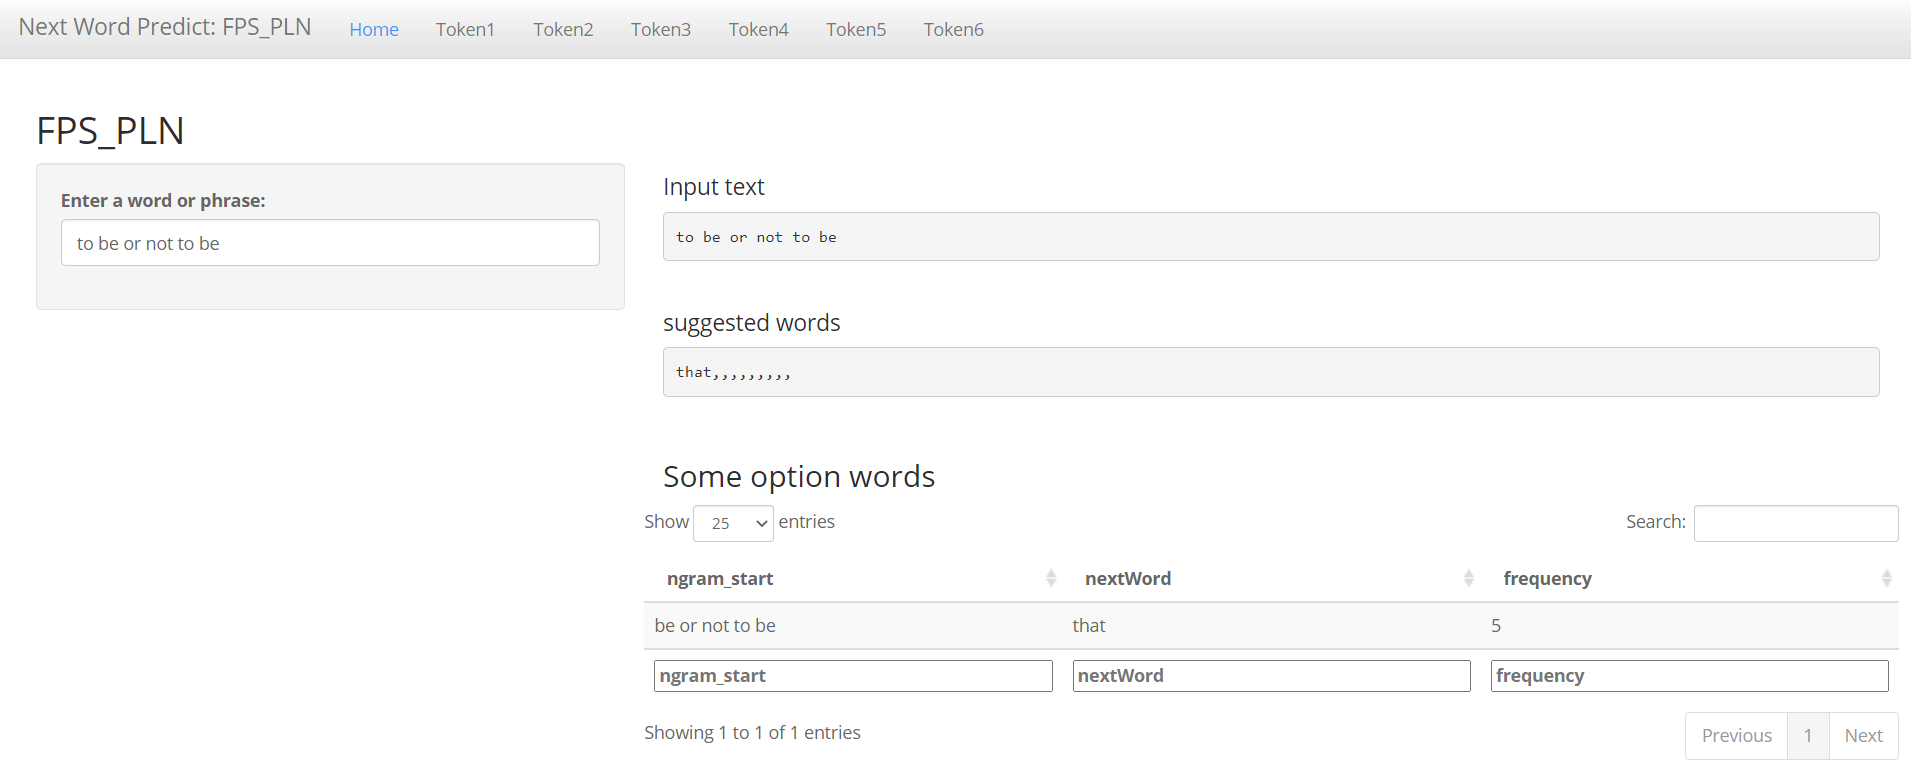 Next Word Predict: FPS_PLN Home Token1 Token2 Token3 Token4 Token5 Token6
FPS_PLN
Enter a word or phrase:
to be or not to be
Input text
to be or not to be
suggested words
that,,,,,,,,,
Some option words
Show 25 entries Search:
ngram_start nextWord frequency
be or not to be that 5
ngram_start nextWord frequency
Showing 1 to 1 of 1 entries Previous 1 Next